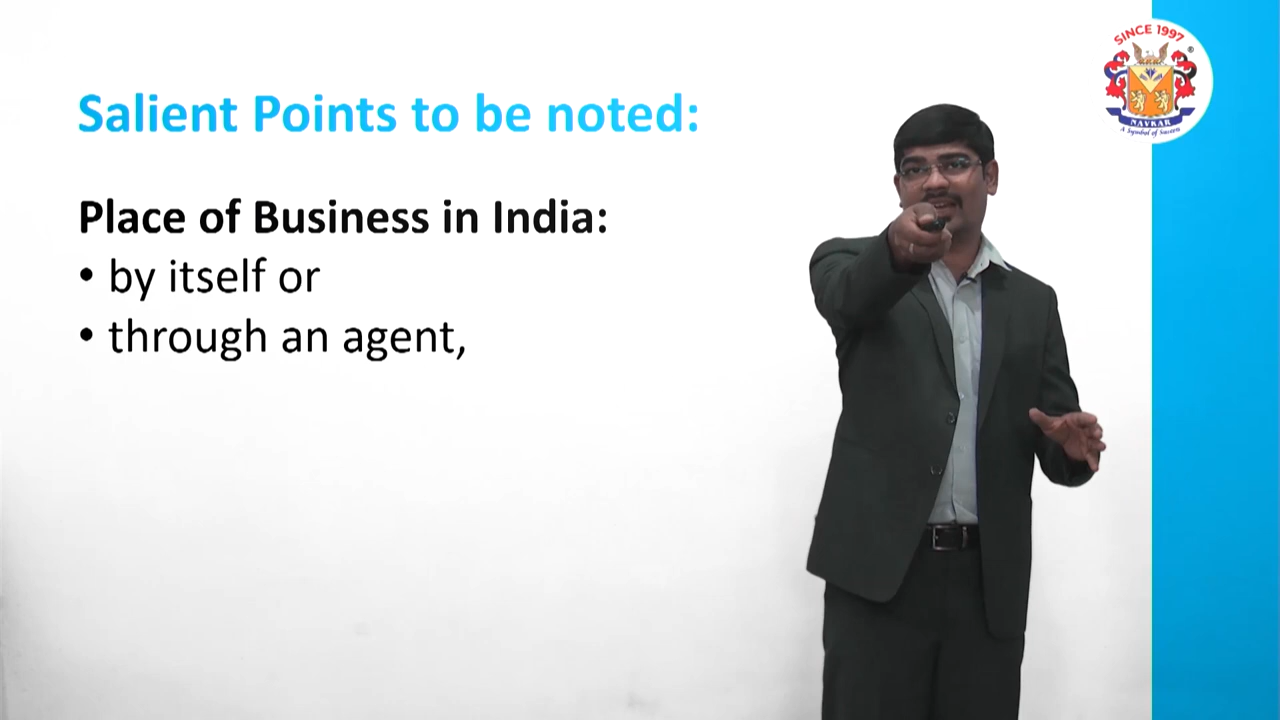 SINCE 1997
®
Salient Points to be noted:
NAVKAR
A Symbol of Success
Place of Business in India:
• by itself or
• through an agent,